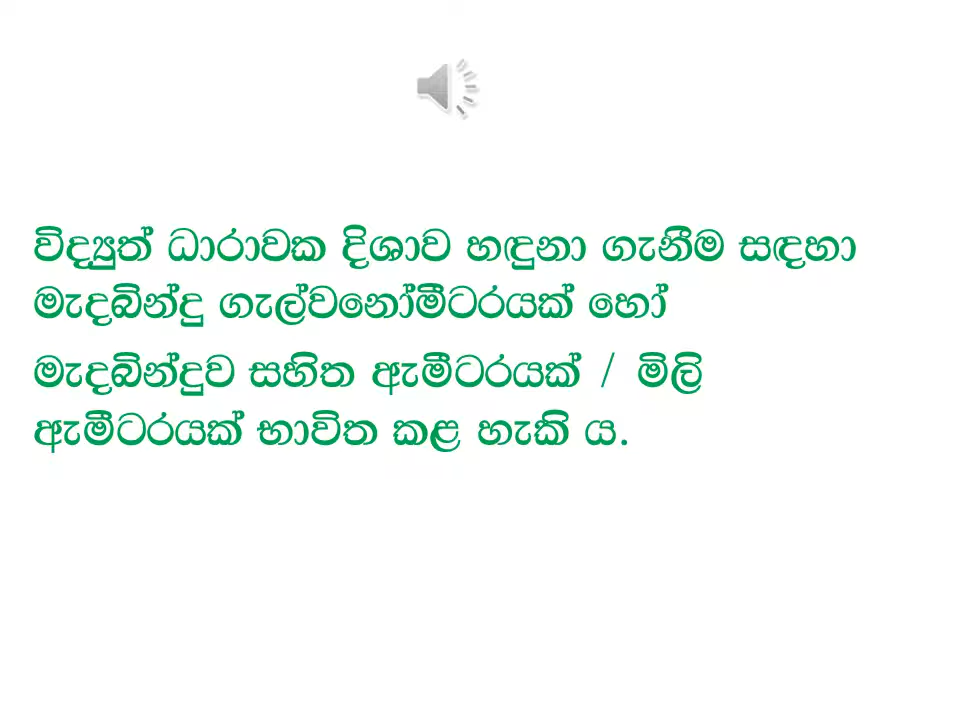 විද්‍යුත් ධාරාවක දිශාව හඳුනා ගැනීම සඳහා
මැදබින්දු ගැල්වනෝමීටරයක් හෝ
මැදබින්දුව සහිත ඇමීටරයක් / මිලි
ඇමීටරයක් භාවිත කළ හැකි ය.